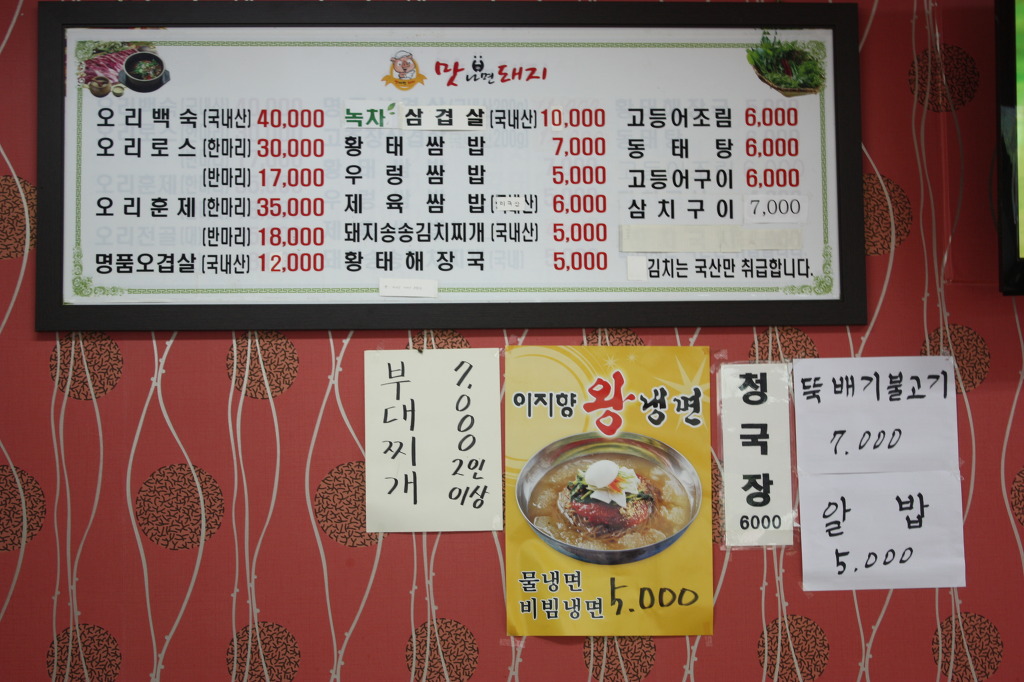 맛보면돼지
오리백숙(국내산) 40,000
오리로스(한마리) 30,000
(반마리) 17,000
오리훈제(한마리) 35,000
(반마리) 18,000
명품오겹살(국내산) 12,000
녹차삼겹살(국내산) 10,000
황태쌈밥 7,000
우렁쌈밥 5,000
제육쌈밥 6,000
돼지송송김치찌개(국내산) 5,000
황태해장국 5,000
고등어조림 6,000
동태탕 6,000
고등어구이 6,000
삼치구이 7,000
김치는 국산만 취급합니다.
부대찌개
7.000
2인
이상
이지향 왕냉면
물냉면
비빔냉면 5.000
청국장
6000
뚝배기불고기
7.000
알밥
5.000